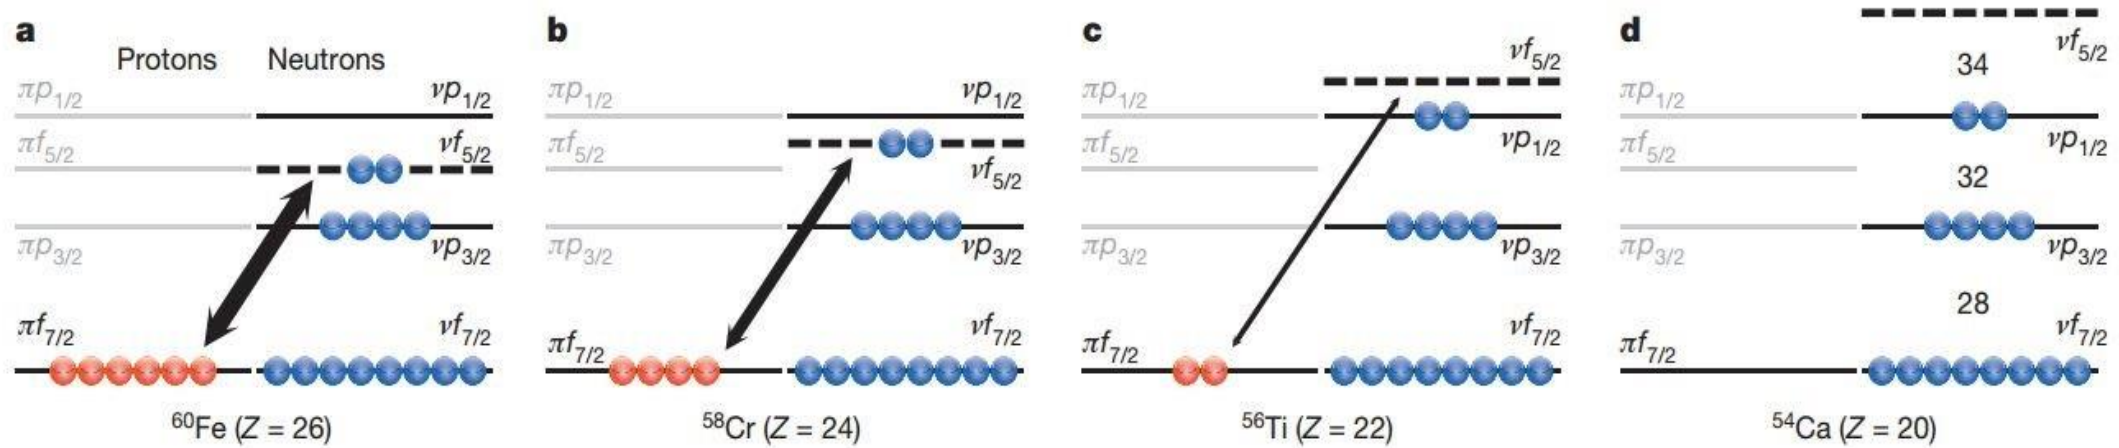 a
Protons Neutrons
πp1/2
νp1/2
πf5/2
νf5/2
πp3/2
νp3/2
πf7/2
νf7/2
60Fe (Z = 26)
b
πp1/2
νp1/2
πf5/2
νf5/2
πp3/2
νp3/2
πf7/2
νf7/2
58Cr (Z = 24)
c
νf5/2
πp1/2
νp1/2
πf5/2
πp3/2
νp3/2
πf7/2
νf7/2
56Ti (Z = 22)
d
νf5/2
34
πp1/2
νp1/2
πf5/2
32
πp3/2
νp3/2
28
πf7/2
νf7/2
54Ca (Z = 20)